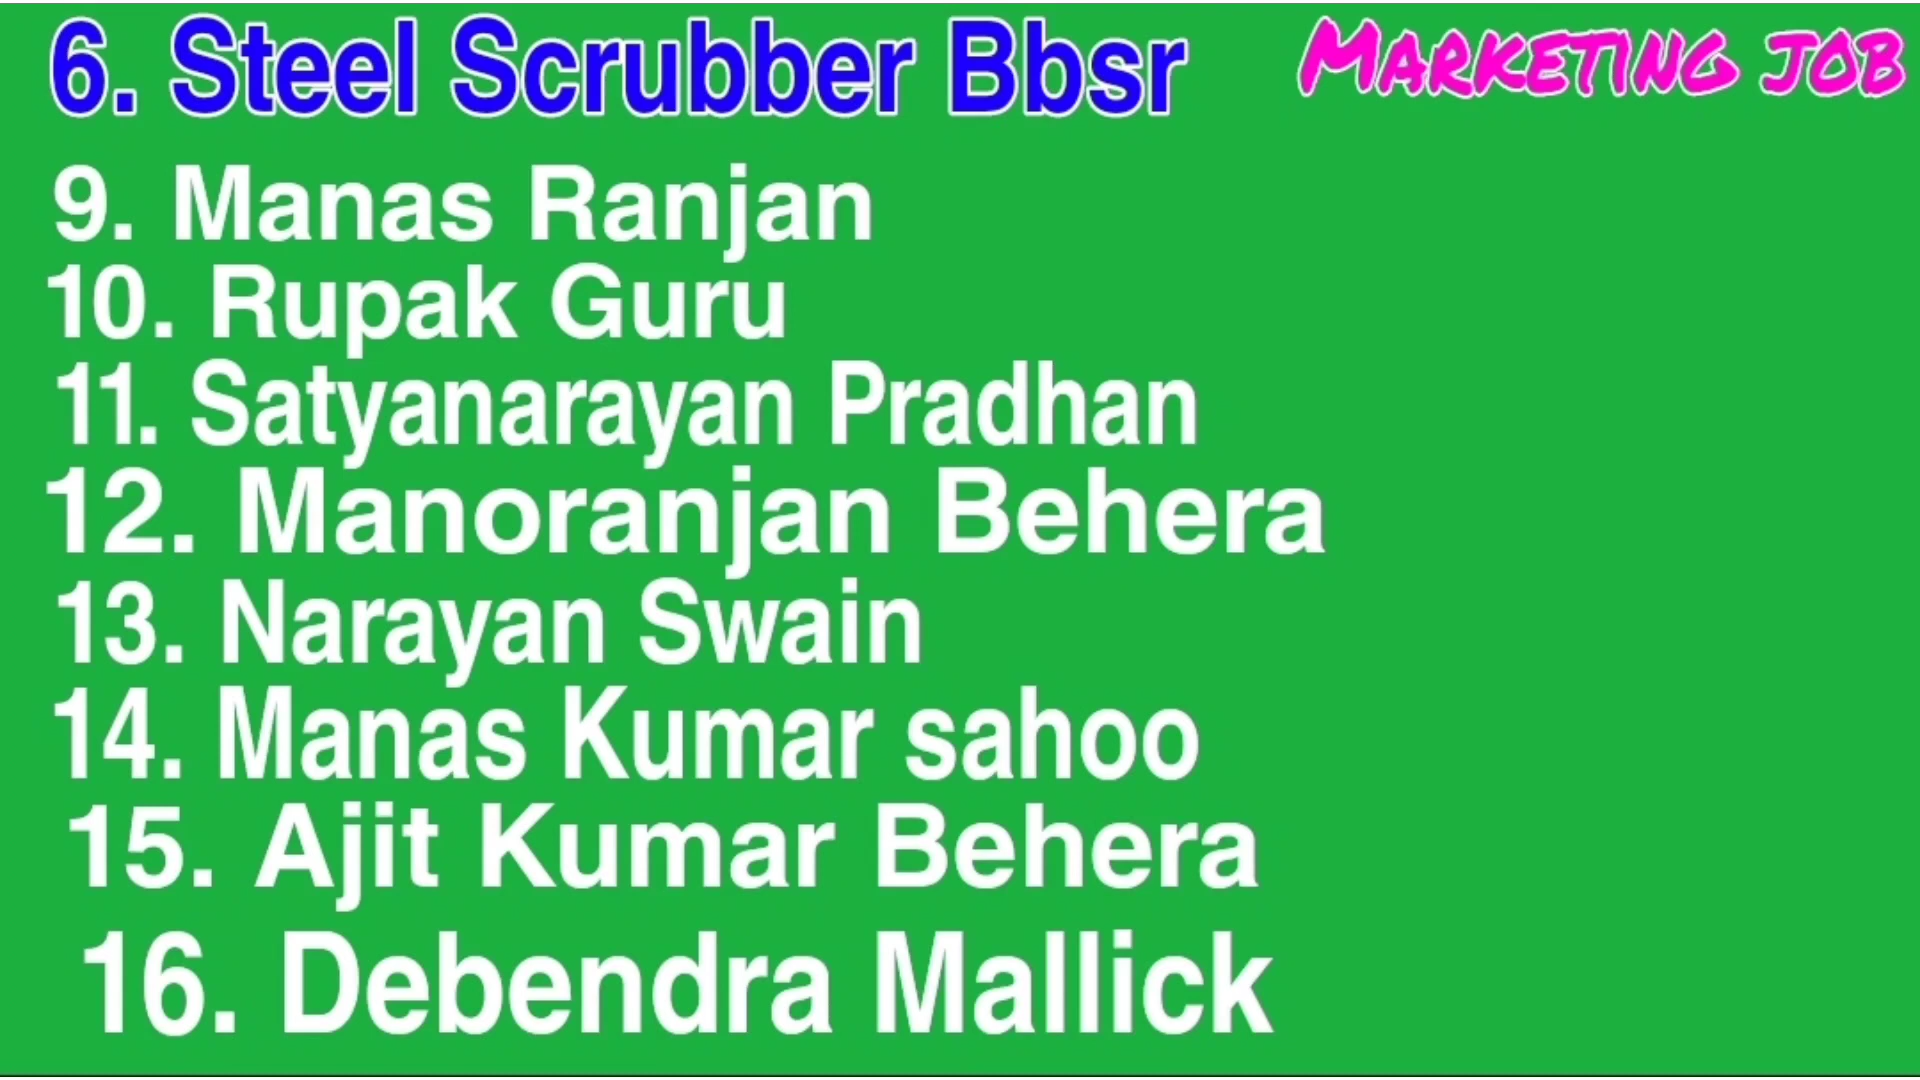 6. Steel Scrubber Bbsr
MARKETING JOB
9. Manas Ranjan
10. Rupak Guru
11. Satyanarayan Pradhan
12. Manoranjan Behera
13. Narayan Swain
14. Manas Kumar sahoo
15. Ajit Kumar Behera
16. Debendra Mallick